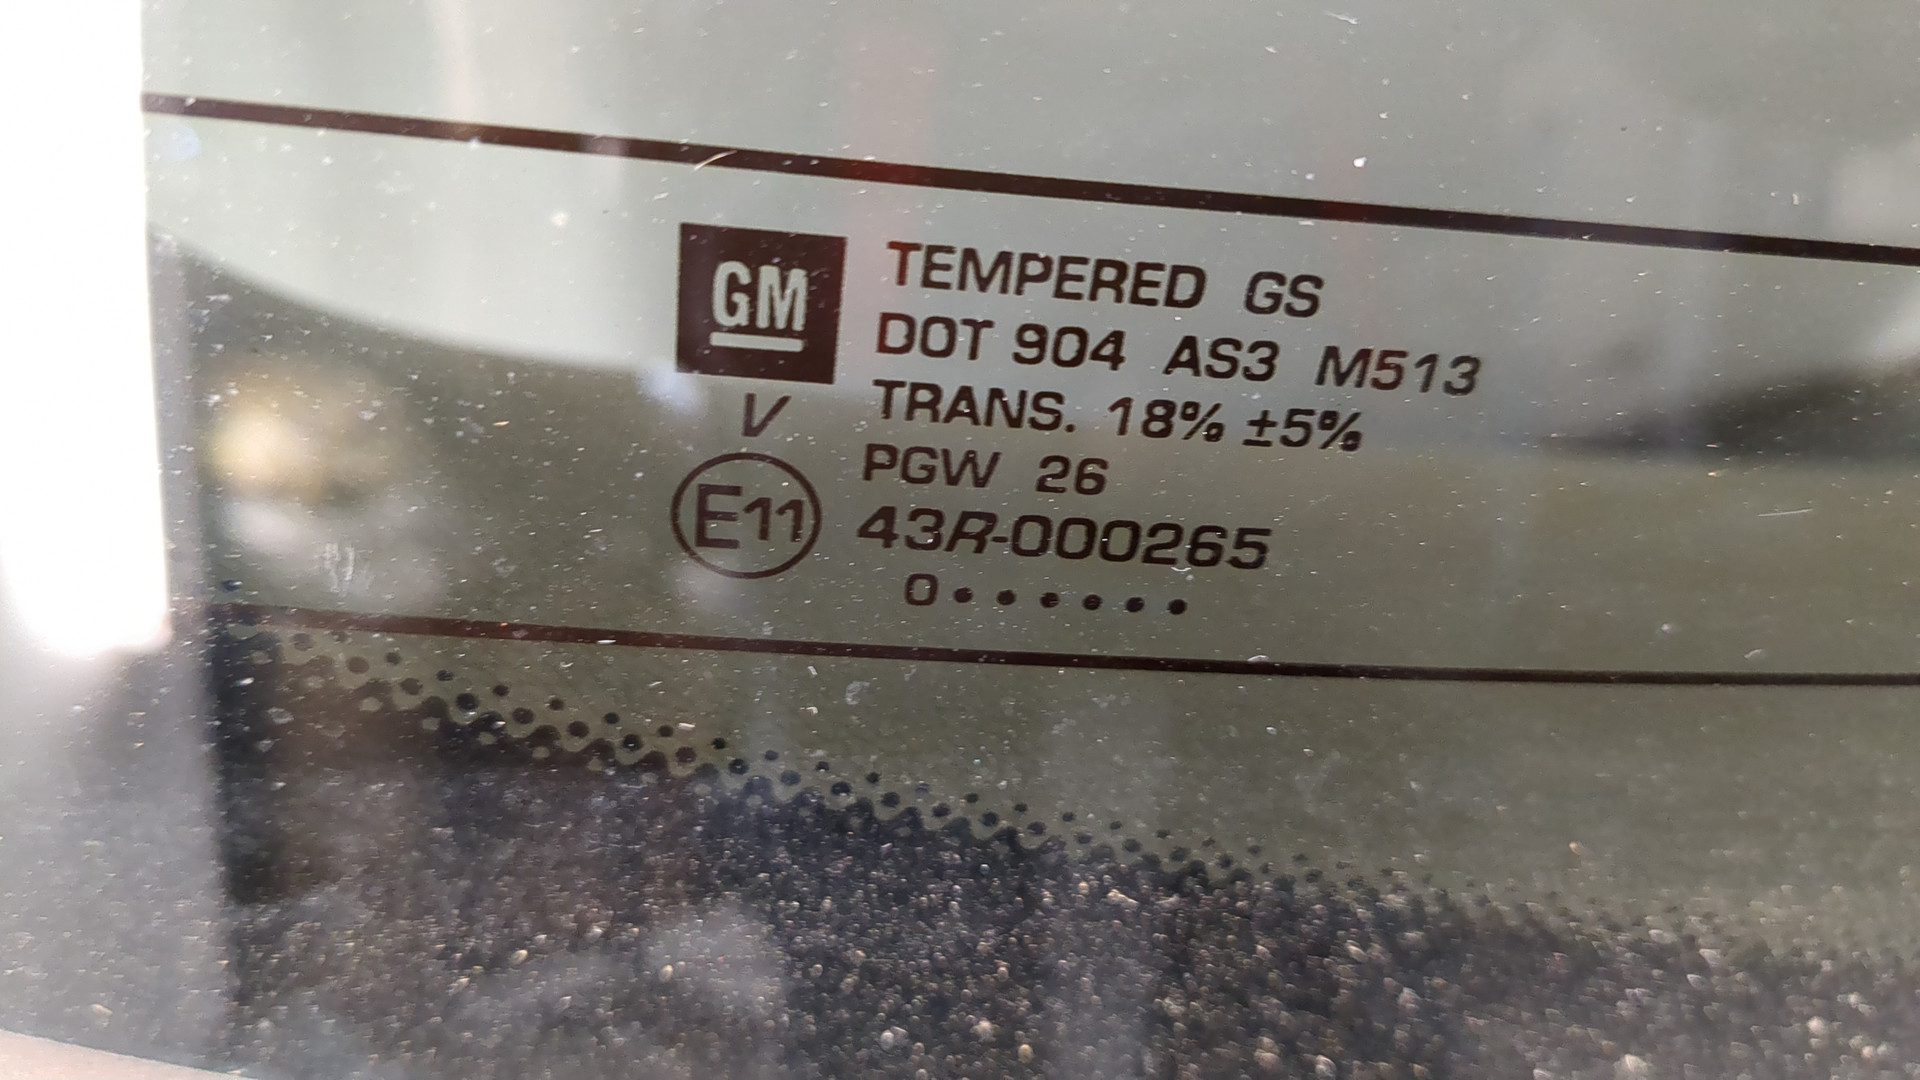 GM
TEMPERED GS
DOT 904 AS3 M513
TRANS. 18% ±5%
V
PGW 26
E11
43R-000265
0••••••